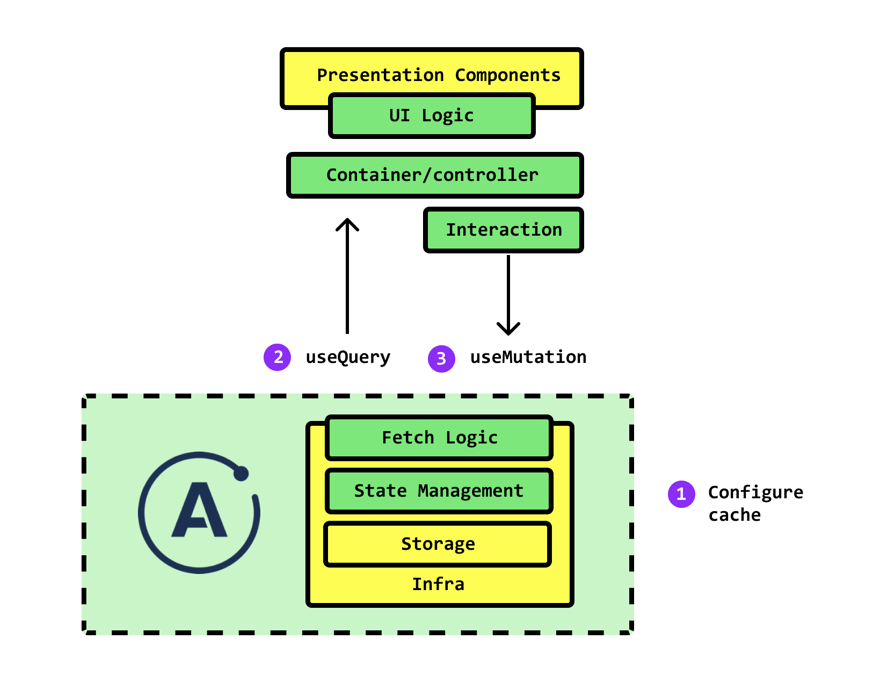 Presentation Components
UI Logic
Container/controller
Interaction
2 useQuery
3 useMutation
Fetch Logic
State Management
Storage
Infra
1 Configure
cache
A